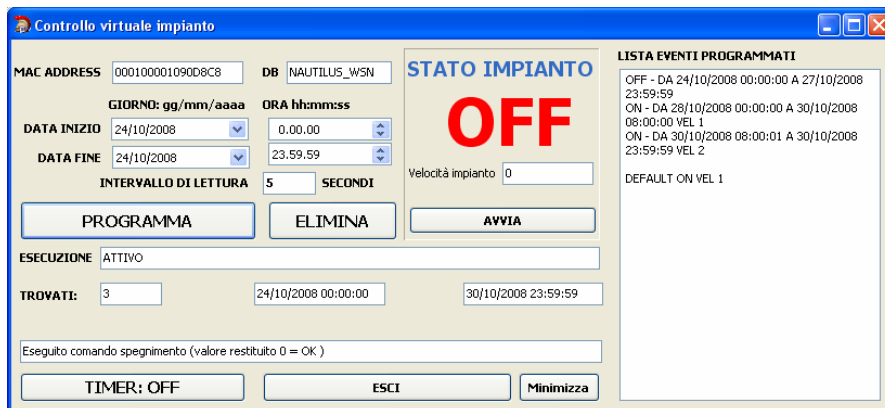 Controllo virtuale impianto
MAC ADDRESS 000100001090D8C8 DB NAUTILUS_WSN
GIORNO: gg/mm/aaaa ORA hh:mm:ss
DATA INIZIO 24/10/2008 0.00.00
DATA FINE 24/10/2008 23.59.59
INTERVALLO DI LETTURA 5 SECONDI
PROGRAMMA ELIMINA
STATO IMPIANTO
OFF
Velocità impianto 0
AVVIA
ESECUZIONE ATTIVO
TROVATI: 3 24/10/2008 00:00:00 30/10/2008 23:59:59
Eseguito comando spegnimento (valore restituito 0 = OK )
TIMER: OFF ESCI Minimizza
LISTA EVENTI PROGRAMMATI
OFF - DA 24/10/2008 00:00:00 A 27/10/2008
23:59:59
ON - DA 28/10/2008 00:00:00 A 30/10/2008
08:00:00 VEL 1
ON - DA 30/10/2008 08:00:01 A 30/10/2008
23:59:59 VEL 2
DEFAULT ON VEL 1